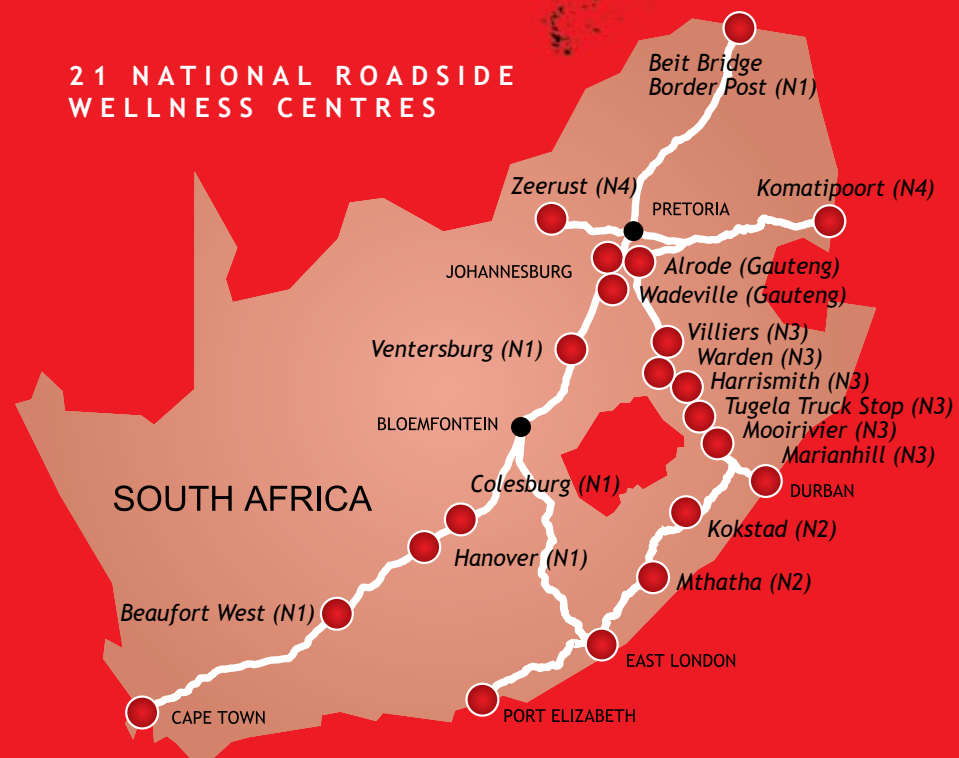 21 NATIONAL ROADSIDE
WELLNESS CENTRES
Beit Bridge
Border Post (N1)
Zeerust (N4)
Komatipoort (N4)
PRETORIA
JOHANNESBURG
Alrode (Gauteng)
Wadeville (Gauteng)
Villiers (N3)
Ventersburg (N1)
Warden (N3)
Harrismith (N3)
Tugela Truck Stop (N3)
BLOEMFONTEIN
Mooirivier (N3)
Marianhill (N3)
DURBAN
Colesburg (N1)
SOUTH AFRICA
Kokstad (N2)
Hanover (N1)
Mthatha (N2)
Beaufort West (N1)
EAST LONDON
CAPE TOWN
PORT ELIZABETH